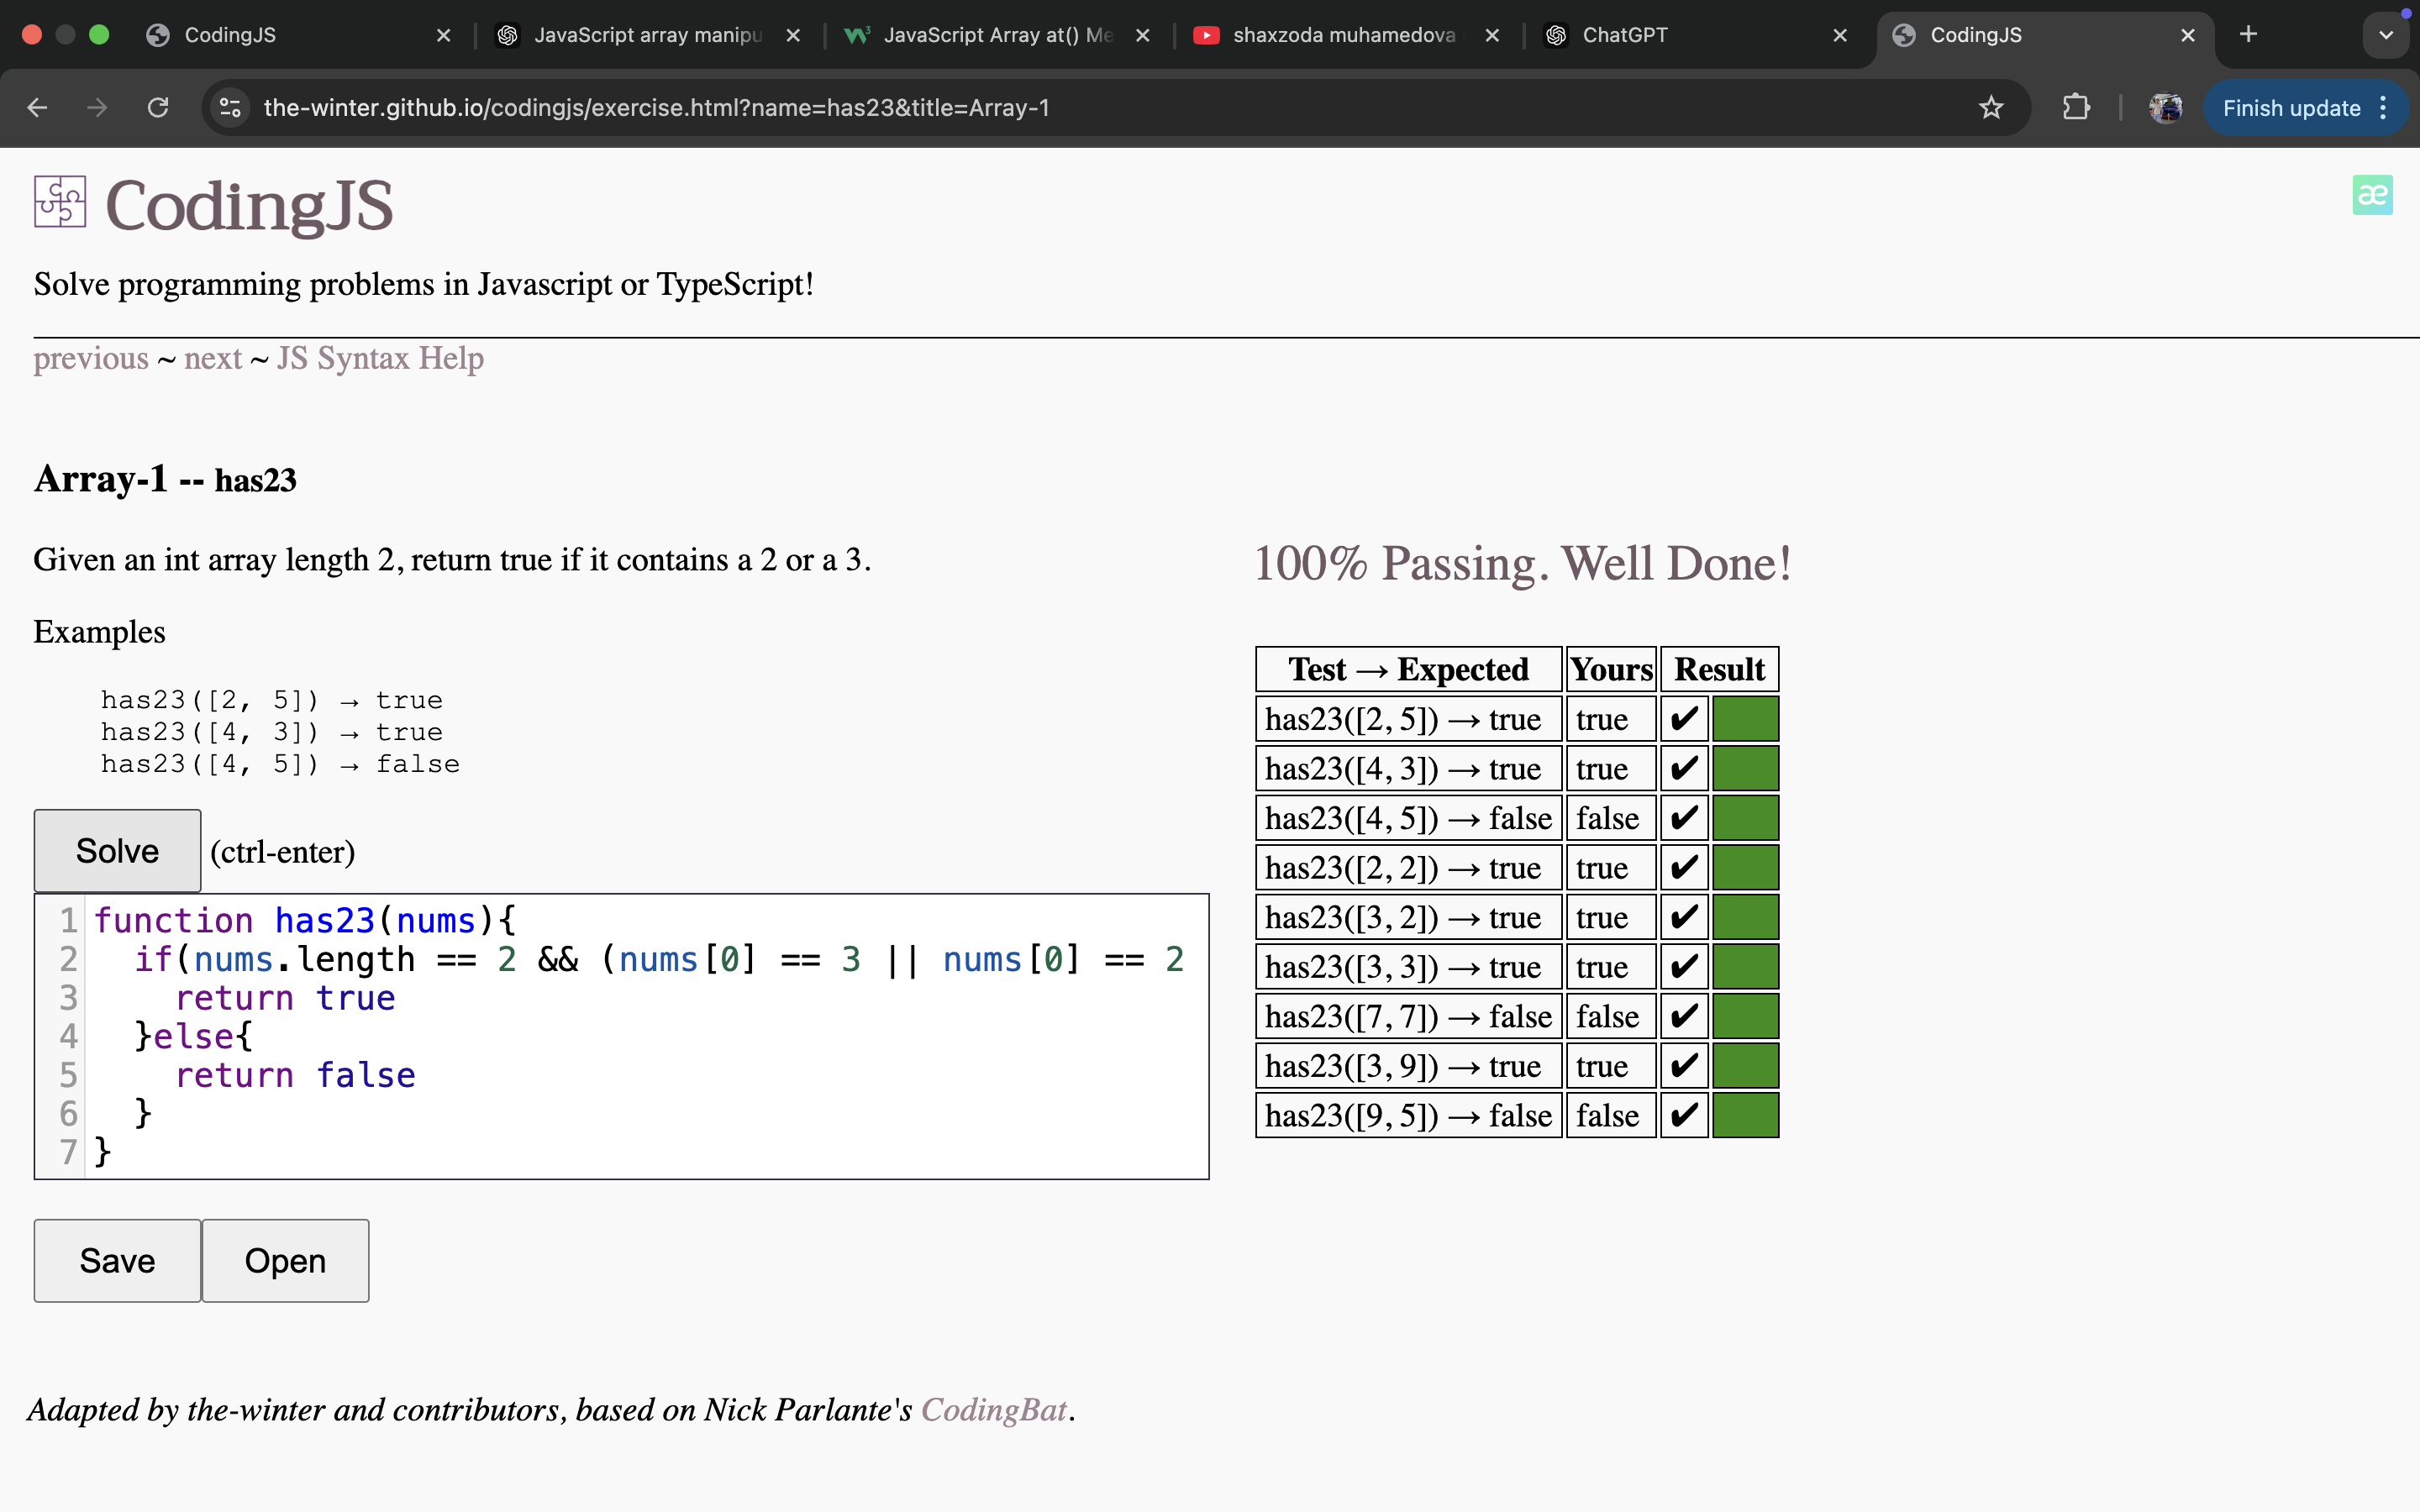 CodingJS
JavaScript array manipu
JavaScript Array at() Me
shaxzoda muhamedova
ChatGPT
CodingJS
the-winter.github.io/codingjs/exercise.html?name=has23&title=Array-1
Finish update
CodingJS
æ
Solve programming problems in Javascript or TypeScript!
previous ~ next ~ JS Syntax Help
Array-1 -- has23
Given an int array length 2, return true if it contains a 2 or a 3.
Examples
has23([2, 5]) → true
has23([4, 3]) → true
has23([4, 5]) → false
Solve (ctrl-enter)
1 function has23(nums){
2   if(nums.length == 2 && (nums[0] == 3 || nums[0] == 2
3     return true
4   }else{
5     return false
6   }
7 }
Save Open
100% Passing. Well Done!
Test → Expected Yours Result
has23([2, 5]) → true true ✔
has23([4, 3]) → true true ✔
has23([4, 5]) → false false ✔
has23([2, 2]) → true true ✔
has23([3, 2]) → true true ✔
has23([3, 3]) → true true ✔
has23([7, 7]) → false false ✔
has23([3, 9]) → true true ✔
has23([9, 5]) → false false ✔
Adapted by the-winter and contributors, based on Nick Parlante's CodingBat.